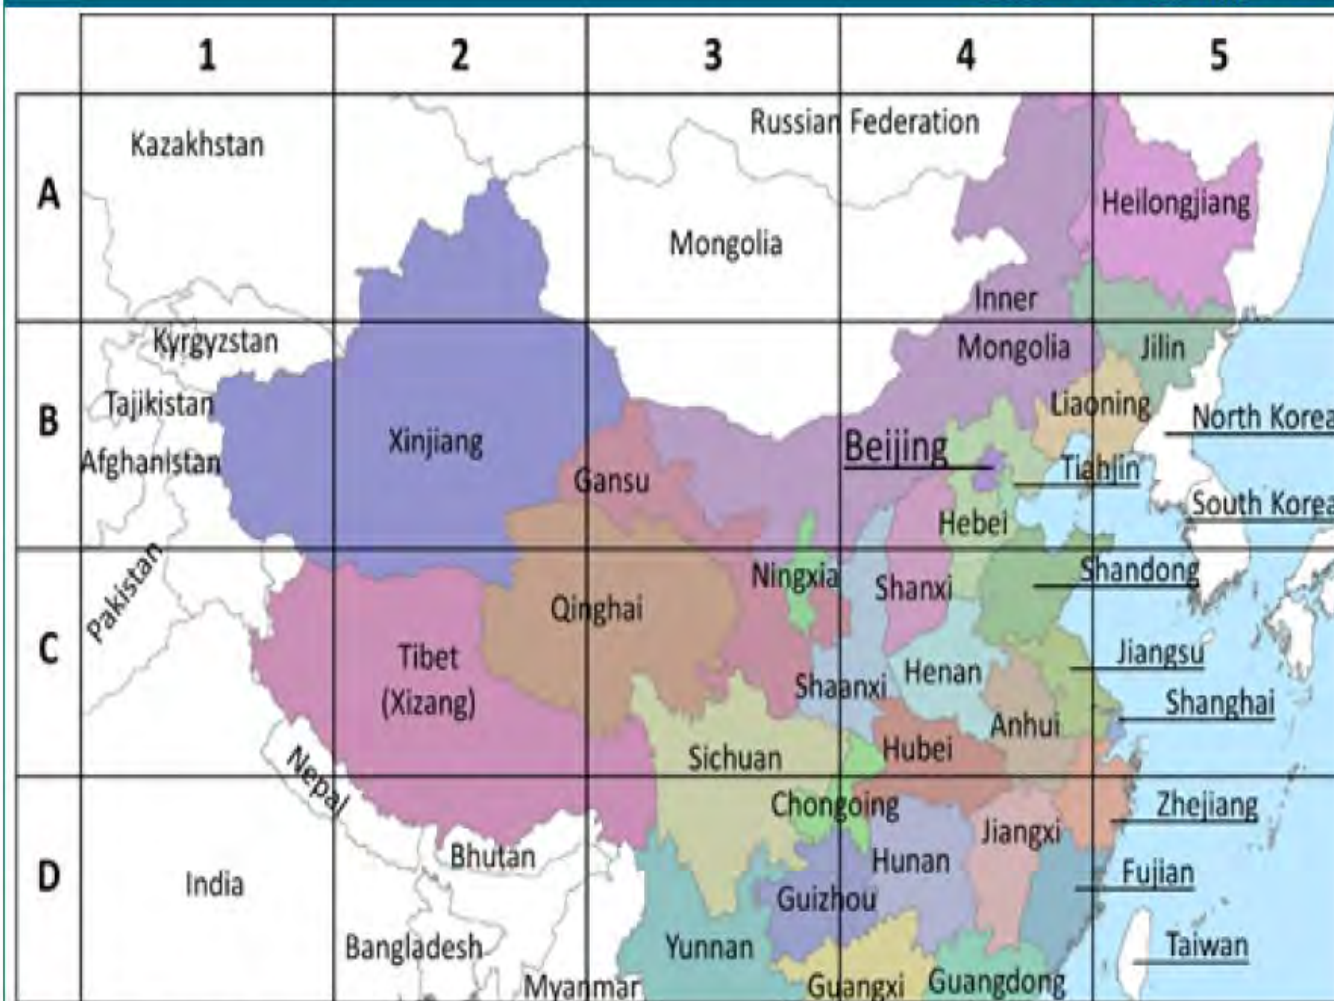 1 2 3 4 5
A
Kazakhstan
Russian Federation
Heilongjiang
Mongolia
Inner
B
Kyrgyzstan
Mongolia
Jilin
Tajikistan
Liaoning
North Korea
Xinjiang
Beijing
Afghanistan
Tiahjin
Gansu
South Korea
Hebei
C
Pakistan
Ningxia
Shandong
Shanxi
Qinghai
Tibet
(Xizang)
Jiangsu
Henan
Shaanxi
Shanghai
Anhui
Hubei
Sichuan
Nepal
D
Chongoing
Zhejiang
Jiangxi
Bhutan
Hunan
Fujian
India
Guizhou
Bangladesh
Yunnan
Taiwan
Myanmar
Guangxi
Guangdong